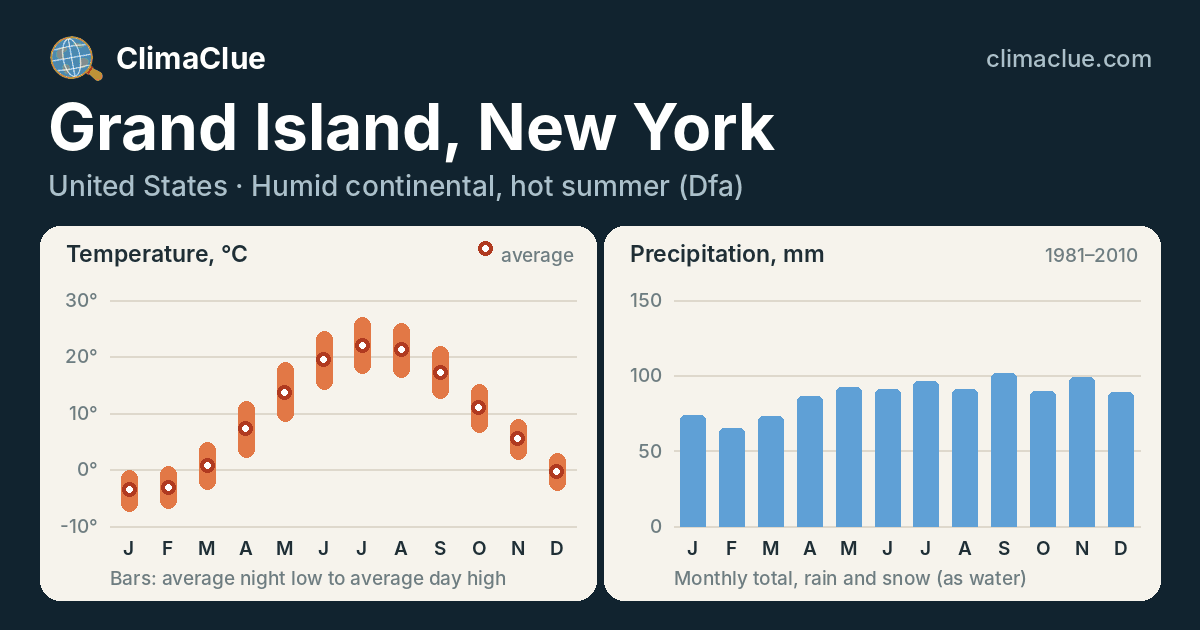 ClimaClue
climaclue.com
Grand Island, New York
United States · Humid continental, hot summer (Dfa)
Temperature, °C
average
30°
20°
10°
0°
-10°
J F M A M J J A S O N D
Bars: average night low to average day high
Precipitation, mm
1981–2010
150
100
50
0
J F M A M J J A S O N D
Monthly total, rain and snow (as water)